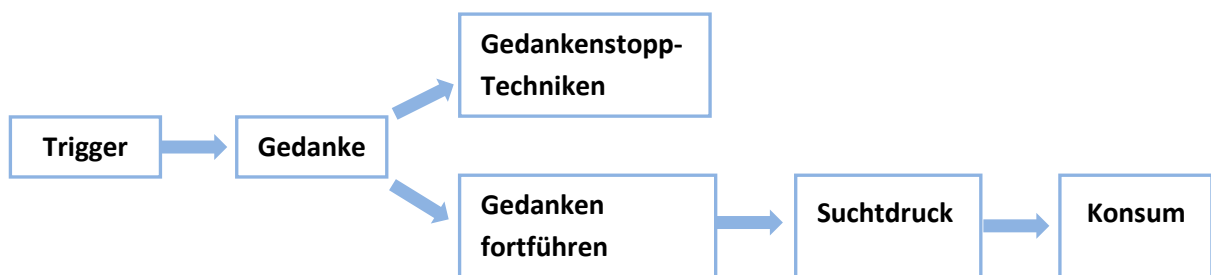 Gedankenstopp-
Techniken
Trigger
Gedanke
Gedanken
fortführen
Suchtdruck
Konsum